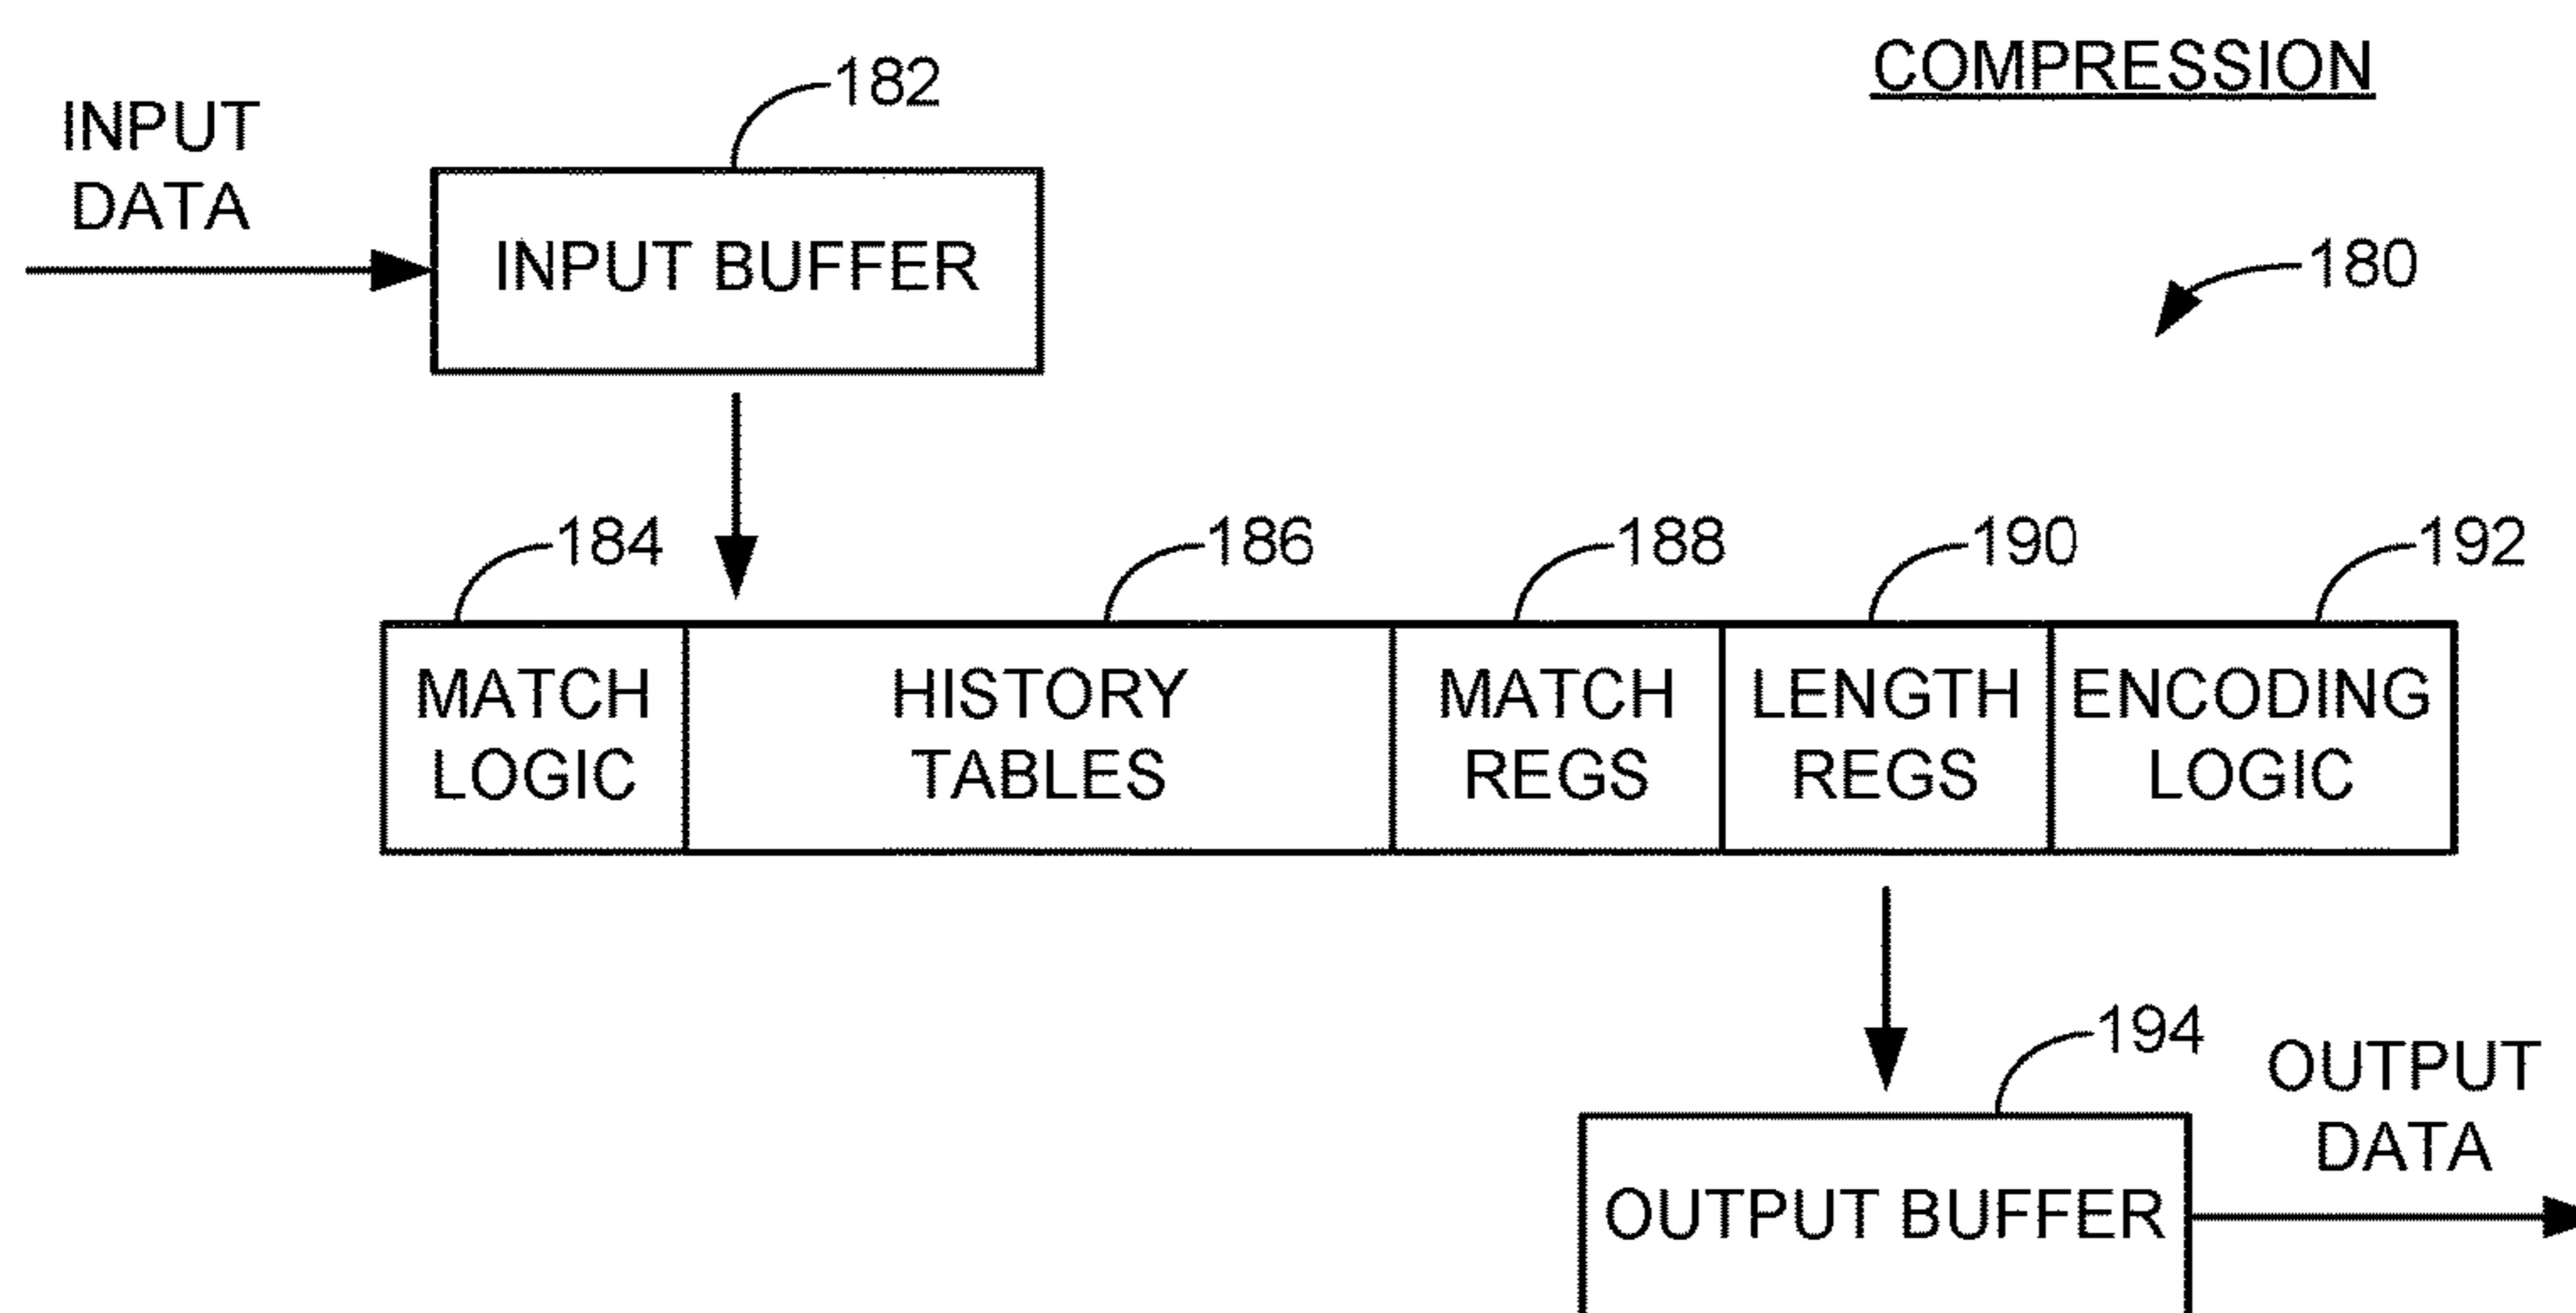 COMPRESSION
182
INPUT
DATA
INPUT BUFFER
180
184
186
188
190
192
MATCH
LOGIC
HISTORY
TABLES
MATCH
REGS
LENGTH
REGS
ENCODING
LOGIC
194
OUTPUT
DATA
OUTPUT BUFFER